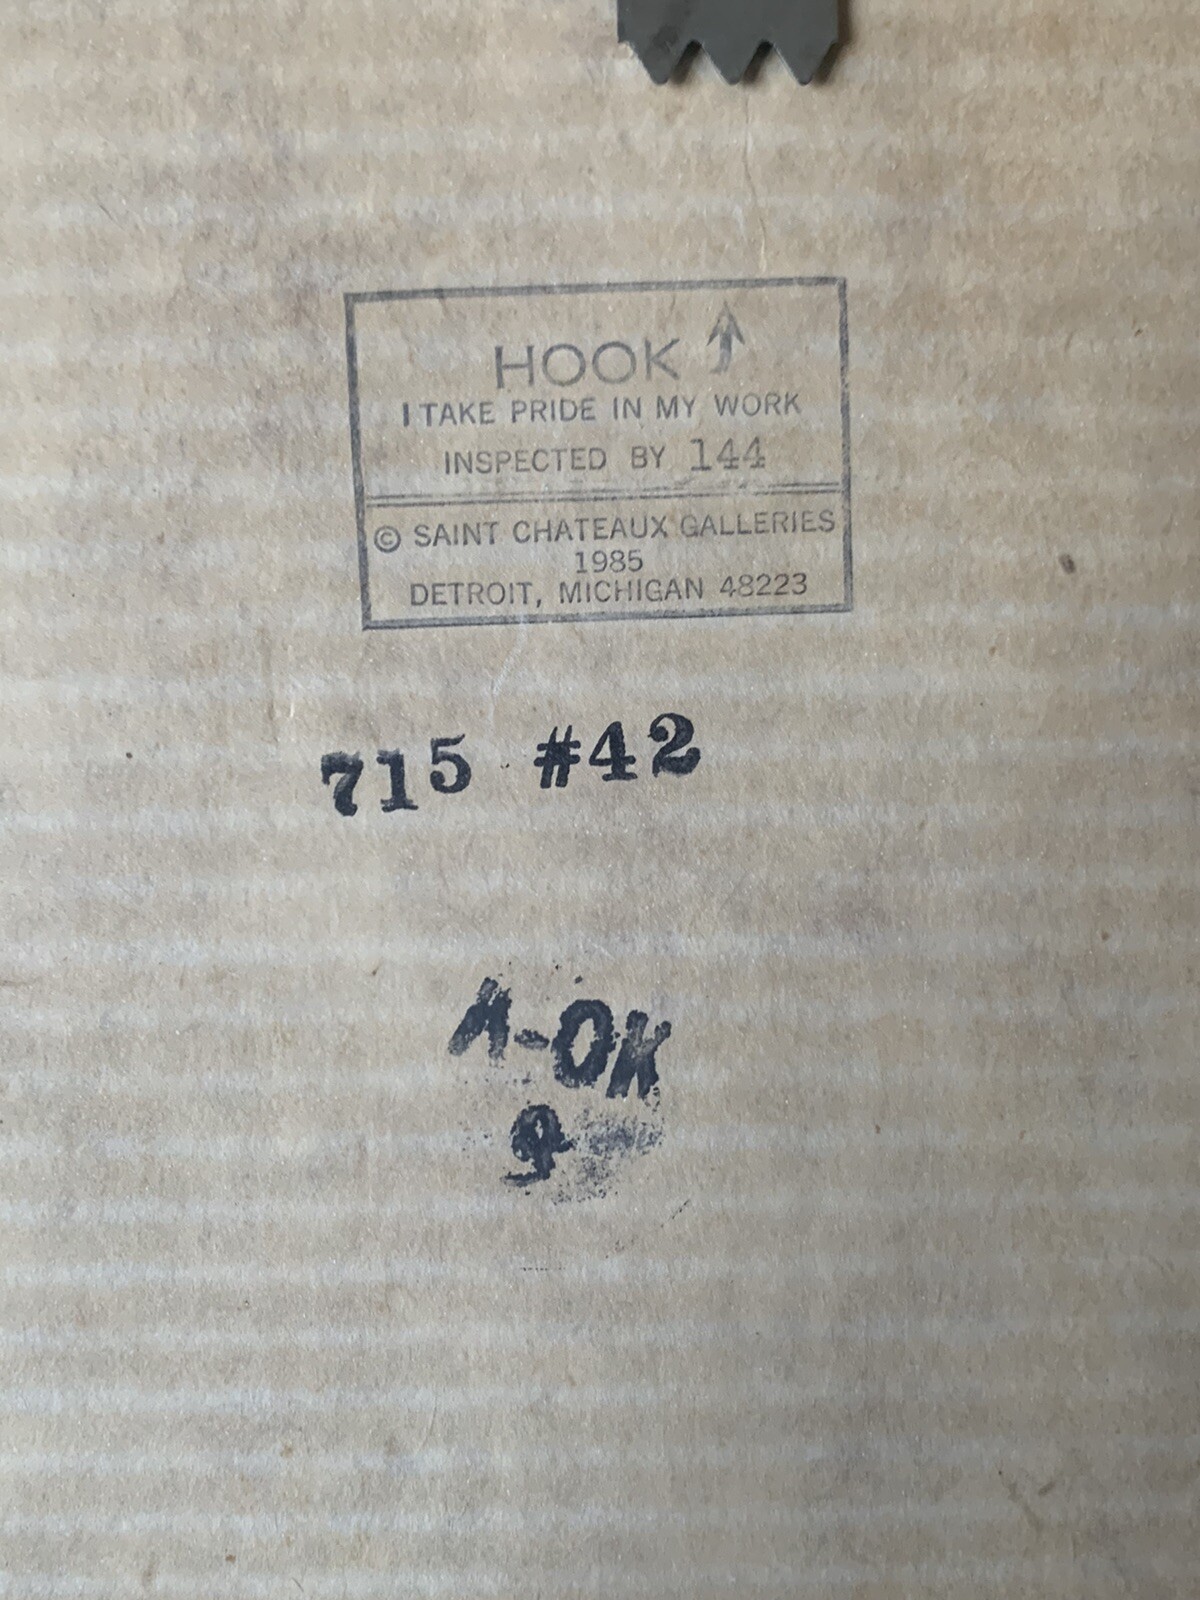 HOOK ↑
I TAKE PRIDE IN MY WORK
INSPECTED BY 144
© SAINT CHATEAUX GALLERIES
1985
DETROIT, MICHIGAN 48223
715 #42
A-OK